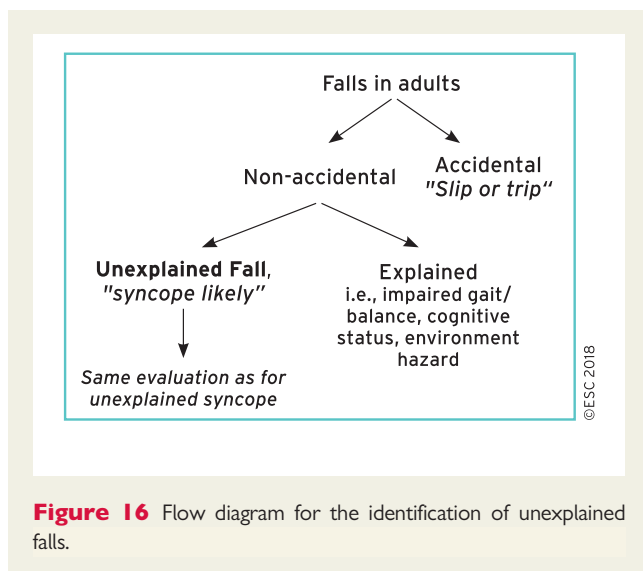 Falls in adults
Non-accidental
Accidental
"Slip or trip“
Unexplained Fall,
"syncope likely"
Explained
i.e., impaired gait/
balance, cognitive
status, environment
hazard
Same evaluation as for
unexplained syncope
©ESC 2018
Figure 16 Flow diagram for the identification of unexplained
falls.